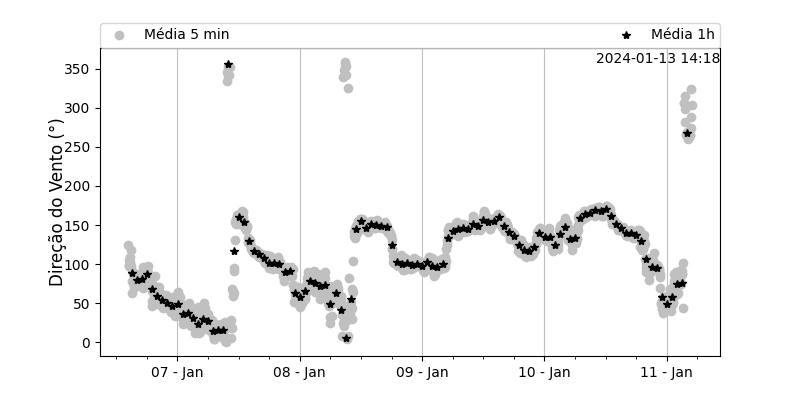 Média 5 min
Média 1h
2024-01-13 14:18
Direção do Vento (°)
350
300
250
200
150
100
50
0
07 - Jan
08 - Jan
09 - Jan
10 - Jan
11 - Jan